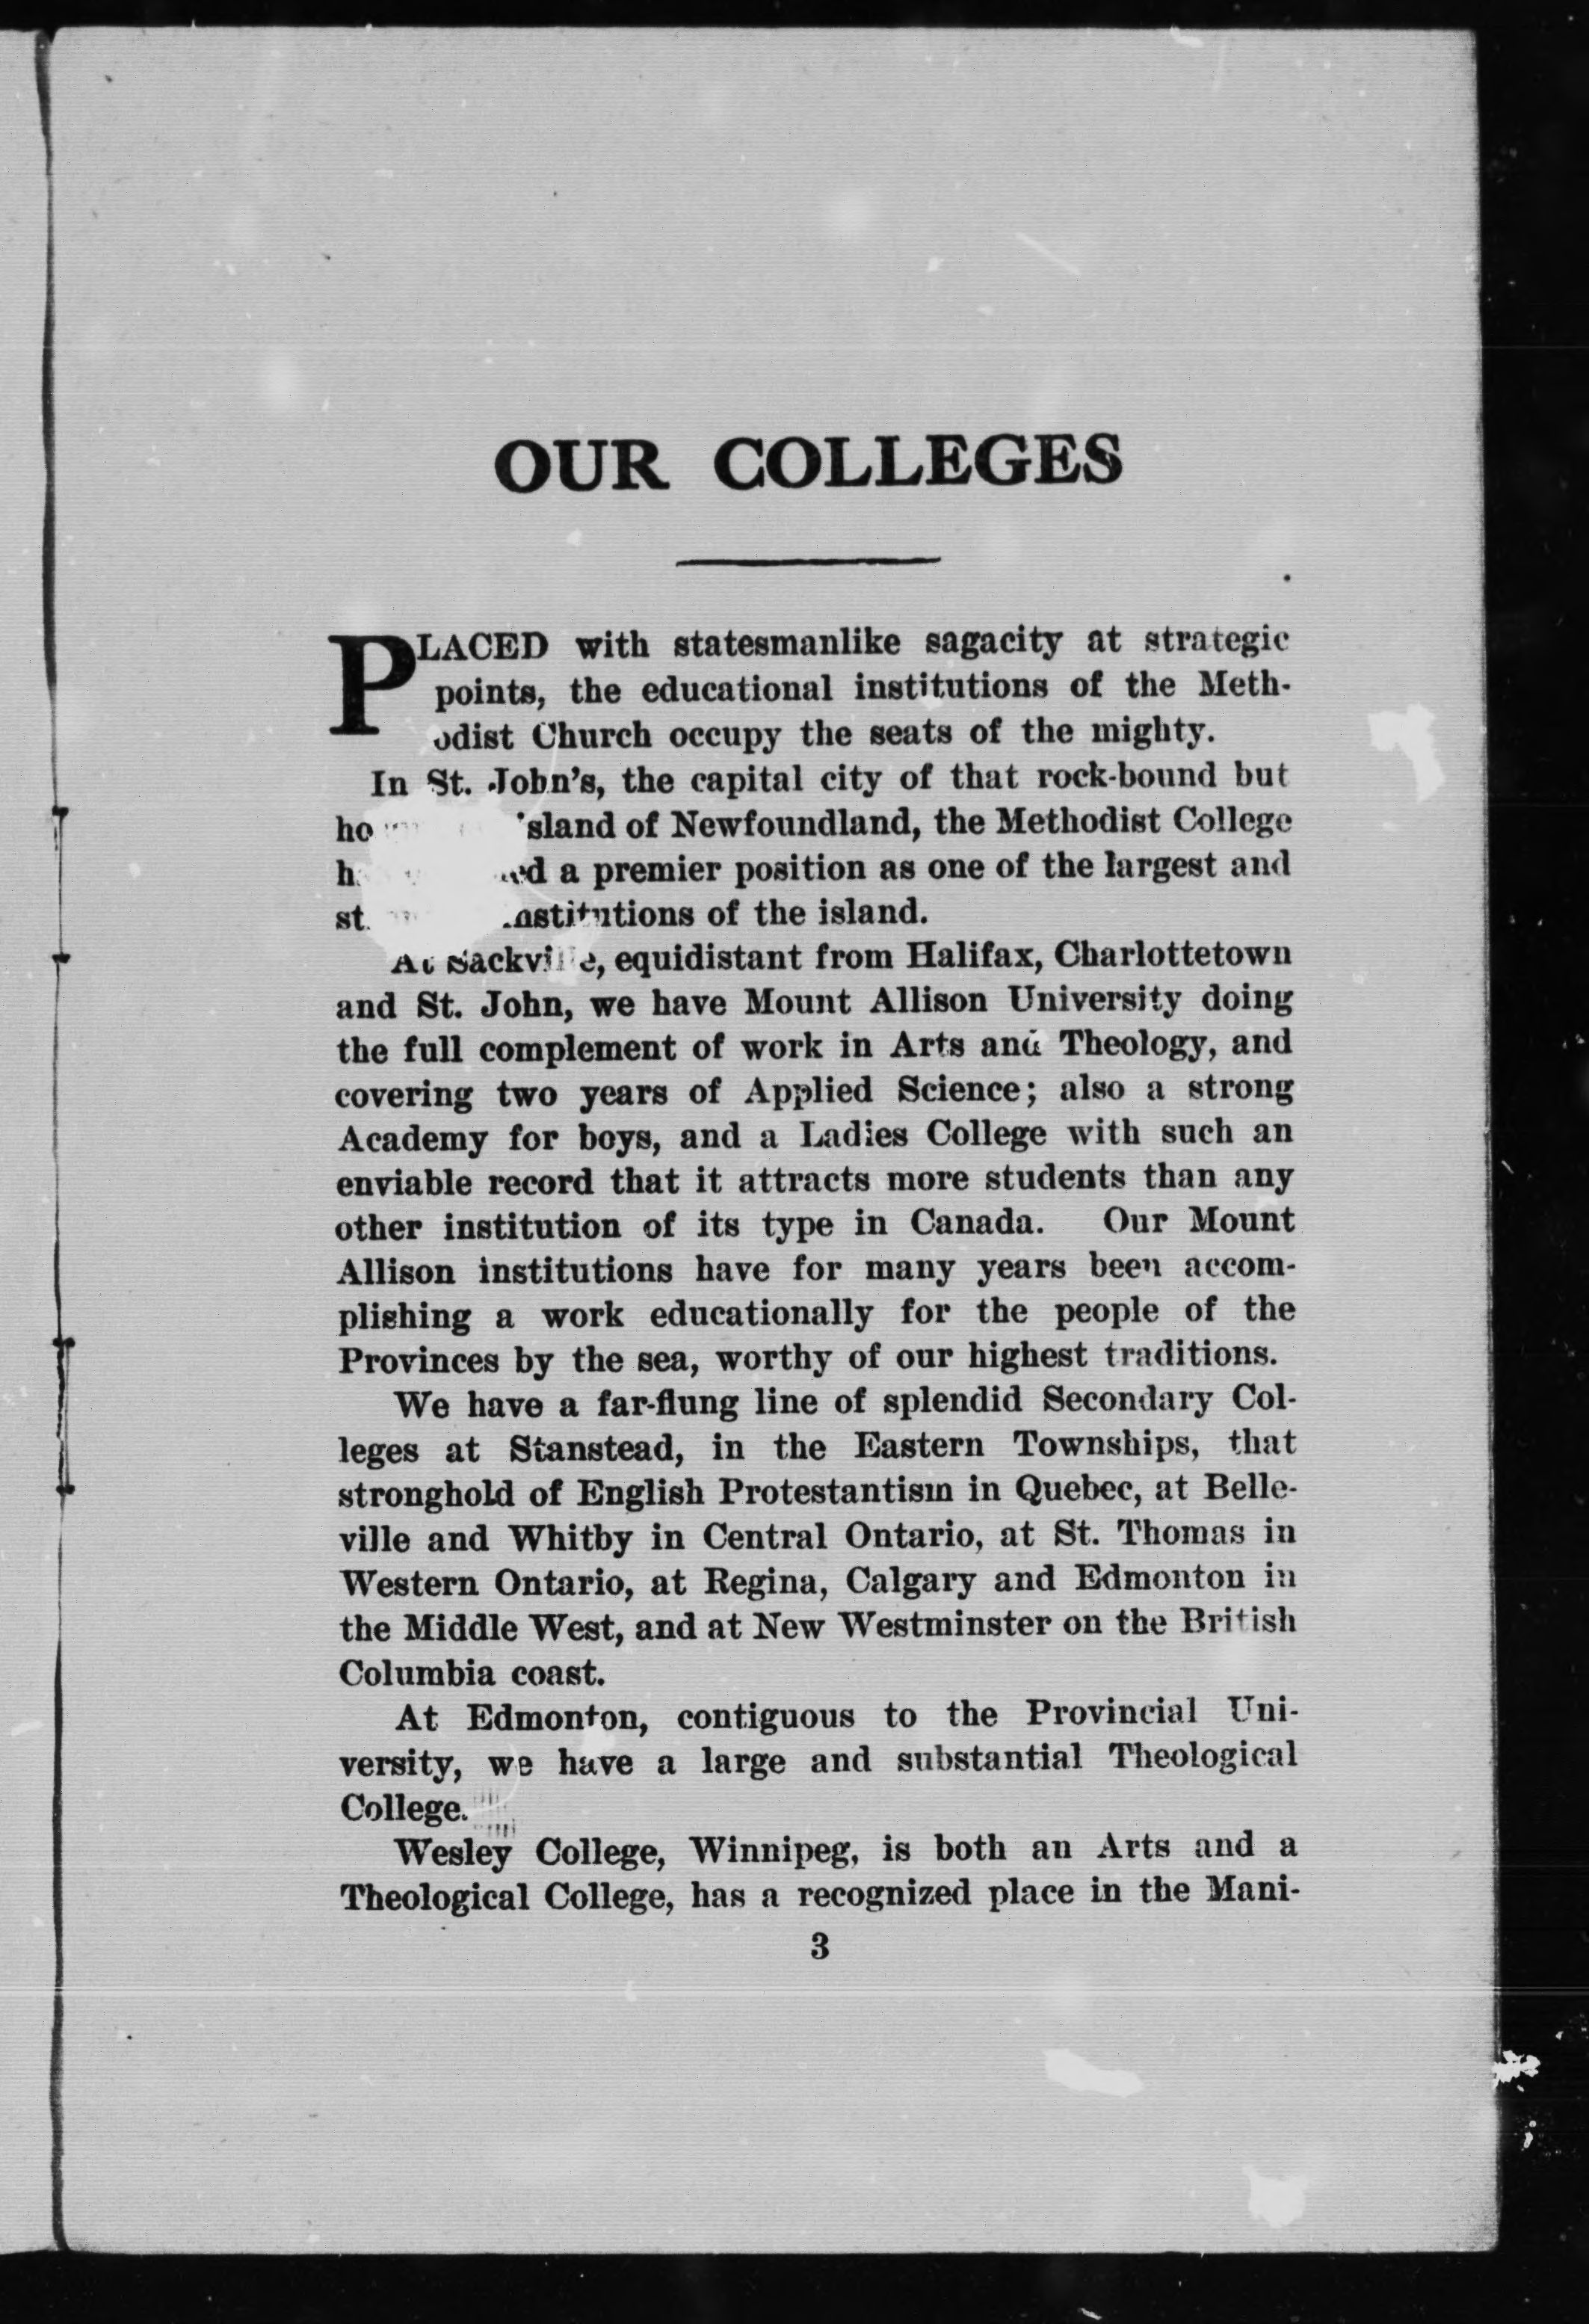 OUR COLLEGES
PLACED with statesmanlike sagacity at strategic
points, the educational institutions of the Meth-
odist Church occupy the seats of the mighty.
In St. John's, the capital city of that rock-bound but
island of Newfoundland, the Methodist College
a premier position as one of the largest and
institutions of the island.
At Sackville, equidistant from Halifax, Charlottetown
and St. John, we have Mount Allison University doing
the full complement of work in Arts and Theology, and
covering two years of Applied Science; also a strong
Academy for boys, and a Ladies College with such an
enviable record that it attracts more students than any
other institution of its type in Canada. Our Mount
Allison institutions have for many years been accom-
plishing a work educationally for the people of the
Provinces by the sea, worthy of our highest traditions.
We have a far-flung line of splendid Secondary Col-
leges at Stanstead, in the Eastern Townships, that
stronghold of English Protestantism in Quebec, at Belle-
ville and Whitby in Central Ontario, at St. Thomas in
Western Ontario, at Regina, Calgary and Edmonton in
the Middle West, and at New Westminster on the British
Columbia coast.
At Edmonton, contiguous to the Provincial Uni-
versity, we have a large and substantial Theological
College.
Wesley College, Winnipeg, is both an Arts and a
Theological College, has a recognized place in the Mani-
3